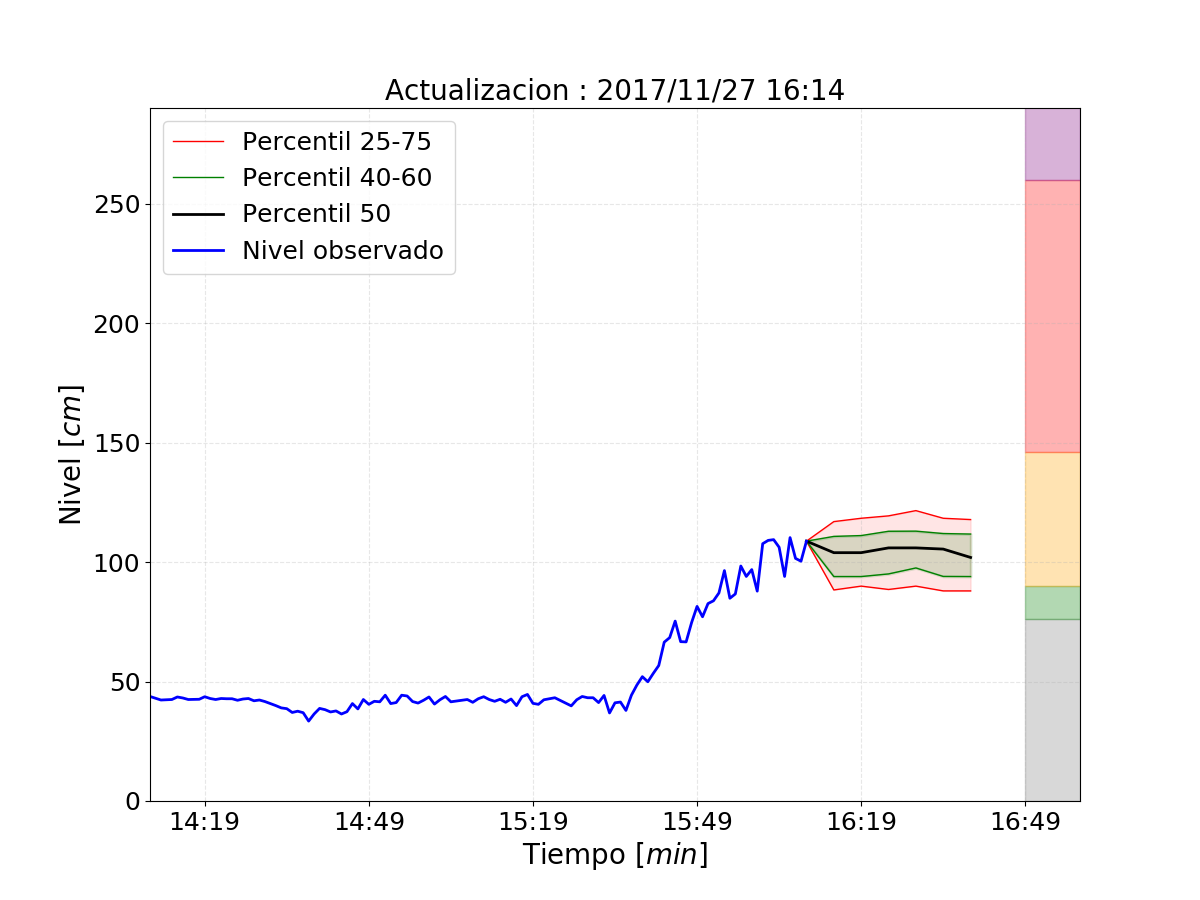 Actualizacion : 2017/11/27 16:14
Percentil 25-75
Percentil 40-60
Percentil 50
Nivel observado
Nivel [cm]
250
200
150
100
50
0
14:19 14:49 15:19 15:49 16:19 16:49
Tiempo [min]